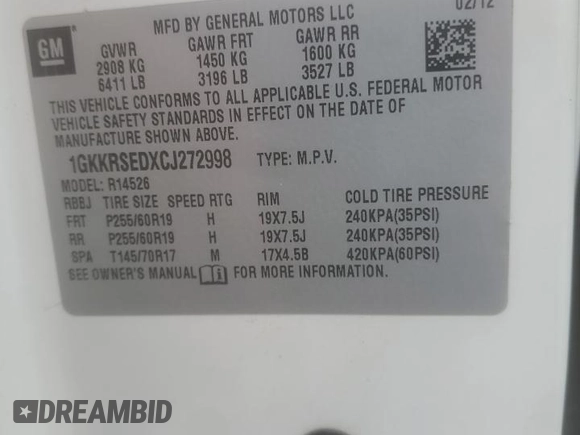 02/12
MFD BY GENERAL MOTORS LLC
GM
GVWR GAWR FRT GAWR RR
2908 KG 1450 KG 1600 KG
6411 LB 3196 LB 3527 LB
THIS VEHICLE CONFORMS TO ALL APPLICABLE U.S. FEDERAL MOTOR
VEHICLE SAFETY STANDARDS IN EFFECT ON THE DATE OF
MANUFACTURE SHOWN ABOVE.
1GKKRSEDXCJ272998 TYPE: M.P.V.
MODEL: R14526
RBBJ TIRE SIZE SPEED RTG RIM COLD TIRE PRESSURE
FRT P255/60R19 H 19X7.5J 240KPA(35PSI)
RR P255/60R19 H 19X7.5J 240KPA(35PSI)
SPA T145/70R17 M 17X4.5B 420KPA(60PSI)
SEE OWNER'S MANUAL FOR MORE INFORMATION.
DREAMBID